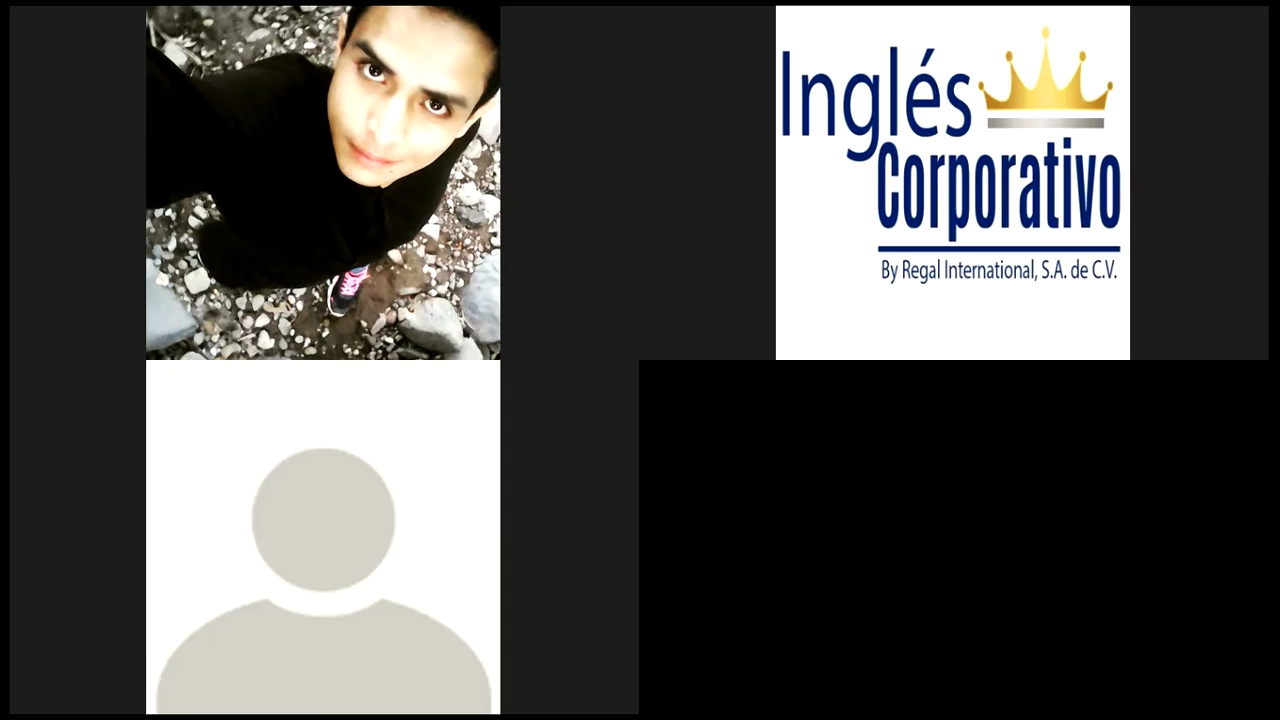 Inglés
Corporativo
By Regal International, S.A. de C.V.